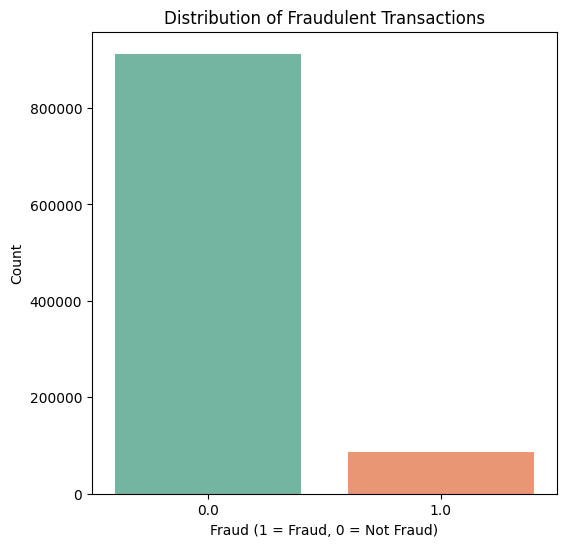 Distribution of Fraudulent Transactions
800000
600000
400000
200000
0
Count
0.0
1.0
Fraud (1 = Fraud, 0 = Not Fraud)